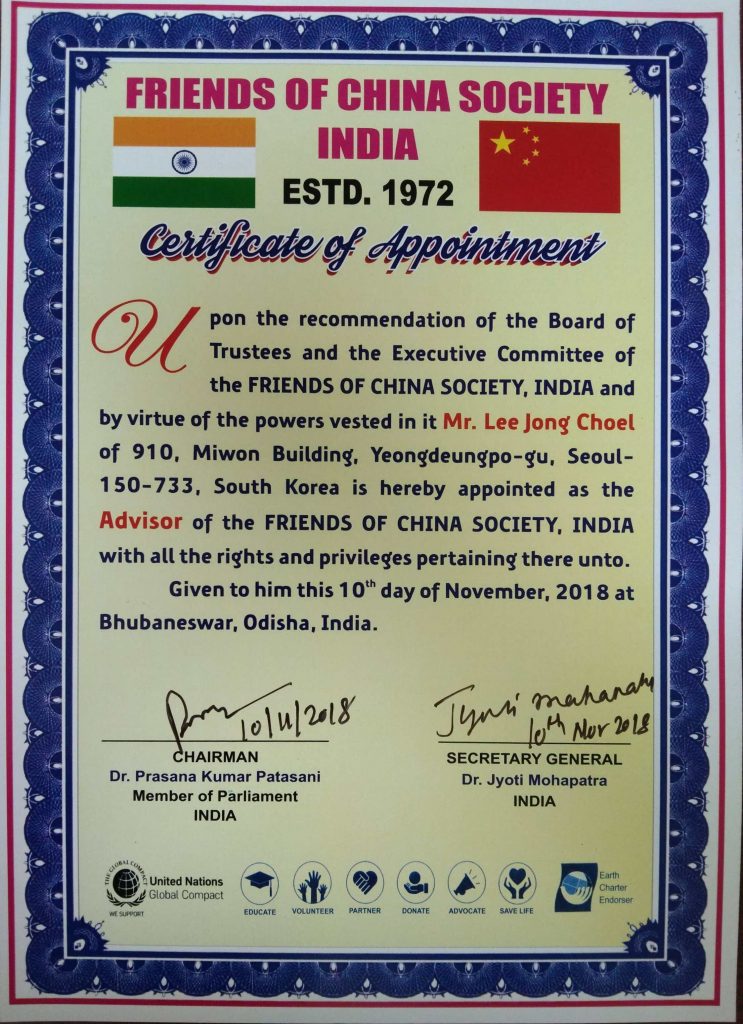 FRIENDS OF CHINA SOCIETY
INDIA
ESTD. 1972
Certificate of Appointment
Upon the recommendation of the Board of
Trustees and the Executive Committee of
the FRIENDS OF CHINA SOCIETY, INDIA and
by virtue of the powers vested in it Mr. Lee Jong Choel
of 910, Miwon Building, Yeongdeungpo-gu, Seoul-
150-733, South Korea is hereby appointed as the
Advisor of the FRIENDS OF CHINA SOCIETY, INDIA
with all the rights and privileges pertaining there unto.
Given to him this 10th day of November, 2018 at
Bhubaneswar, Odisha, India.
10/11/2018
Jyoti
10th Nov 2018
CHAIRMAN
Dr. Prasana Kumar Patasani
Member of Parliament
INDIA
SECRETARY GENERAL
Dr. Jyoti Mohapatra
INDIA
THE GLOBAL COMPACT
WE SUPPORT
United Nations
Global Compact
EDUCATE
VOLUNTEER
PARTNER
DONATE
ADVOCATE
SAVE LIFE
Earth
Charter
Endorser